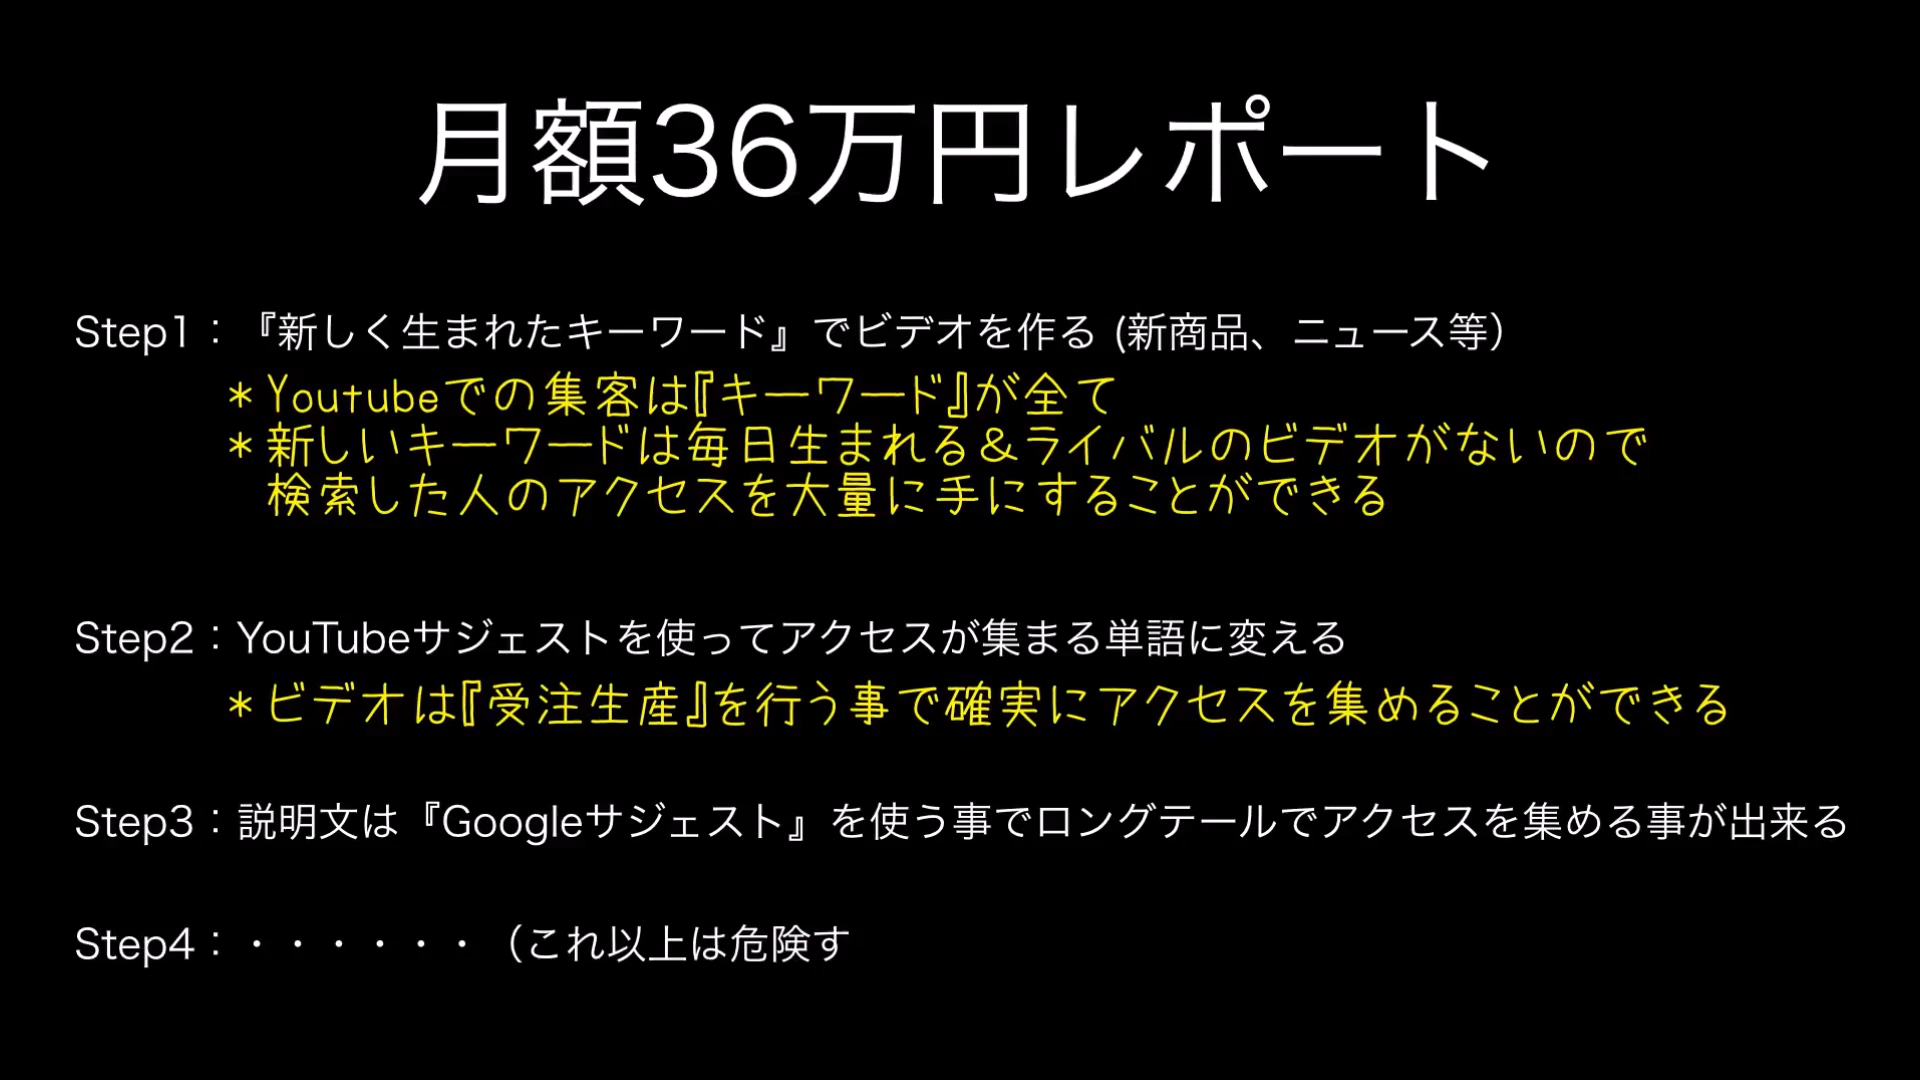 月額36万円レポート
Step1：『新しく生まれたキーワード』でビデオを作る (新商品、ニュース等）
＊Youtubeでの集客は『キーワード』が全て
＊新しいキーワードは毎日生まれる＆ライバルのビデオがないので
検索した人のアクセスを大量に手にすることができる
Step2：YouTubeサジェストを使ってアクセスが集まる単語に変える
＊ビデオは『受注生産』を行う事で確実にアクセスを集めることができる
Step3：説明文は『Googleサジェスト』を使う事でロングテールでアクセスを集める事が出来る
Step4：・・・・・・（これ以上は危険す